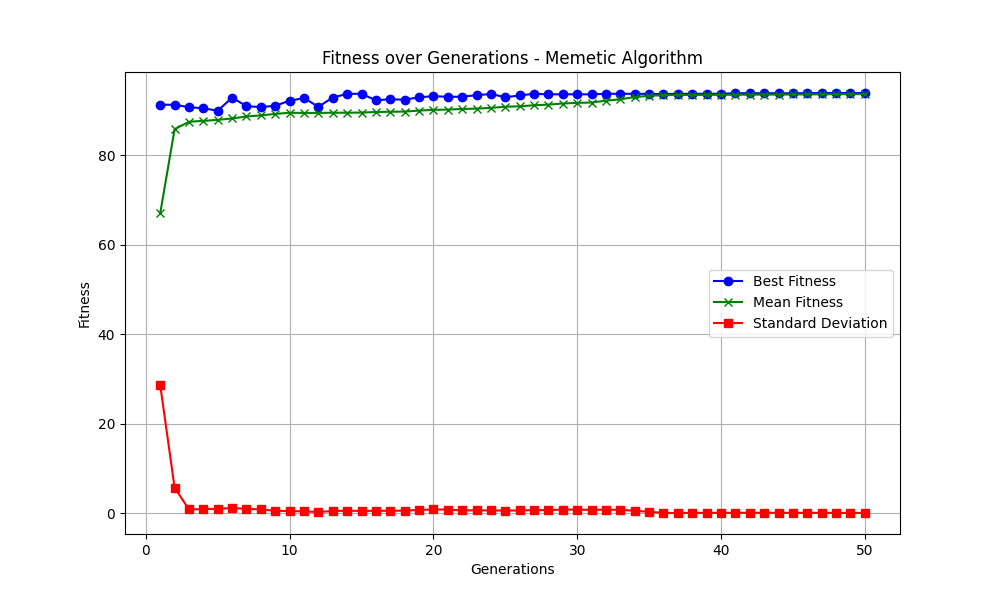 Fitness over Generations - Memetic Algorithm
Fitness
80
60
40
20
0
Best Fitness
Mean Fitness
Standard Deviation
0 10 20 30 40 50
Generations